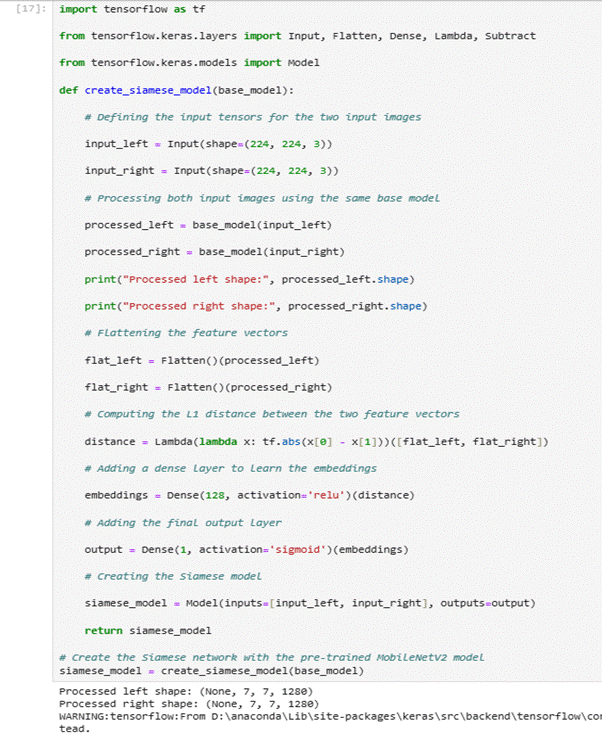 [17]: import tensorflow as tf
from tensorflow.keras.layers import Input, Flatten, Dense, Lambda, Subtract
from tensorflow.keras.models import Model
def create_siamese_model(base_model):
# Defining the input tensors for the two input images
input_left = Input(shape=(224, 224, 3))
input_right = Input(shape=(224, 224, 3))
# Processing both input images using the same base model
processed_left = base_model(input_left)
processed_right = base_model(input_right)
print("Processed left shape:", processed_left.shape)
print("Processed right shape:", processed_right.shape)
# Flattening the feature vectors
flat_left = Flatten()(processed_left)
flat_right = Flatten()(processed_right)
# Computing the L1 distance between the two feature vectors
distance = Lambda(lambda x: tf.abs(x[0] - x[1]))([flat_left, flat_right])
# Adding a dense layer to learn the embeddings
embeddings = Dense(128, activation='relu')(distance)
# Adding the final output layer
output = Dense(1, activation='sigmoid')(embeddings)
# Creating the Siamese model
siamese_model = Model(inputs=[input_left, input_right], outputs=output)
return siamese_model
# Create the Siamese network with the pre-trained MobileNetV2 model
siamese_model = create_siamese_model(base_model)
Processed left shape: (None, 7, 7, 1280)
Processed right shape: (None, 7, 7, 1280)
WARNING:tensorflow:From D:\anaconda\Lib\site-packages\keras\src\backend\tensorflow\cor
tead.